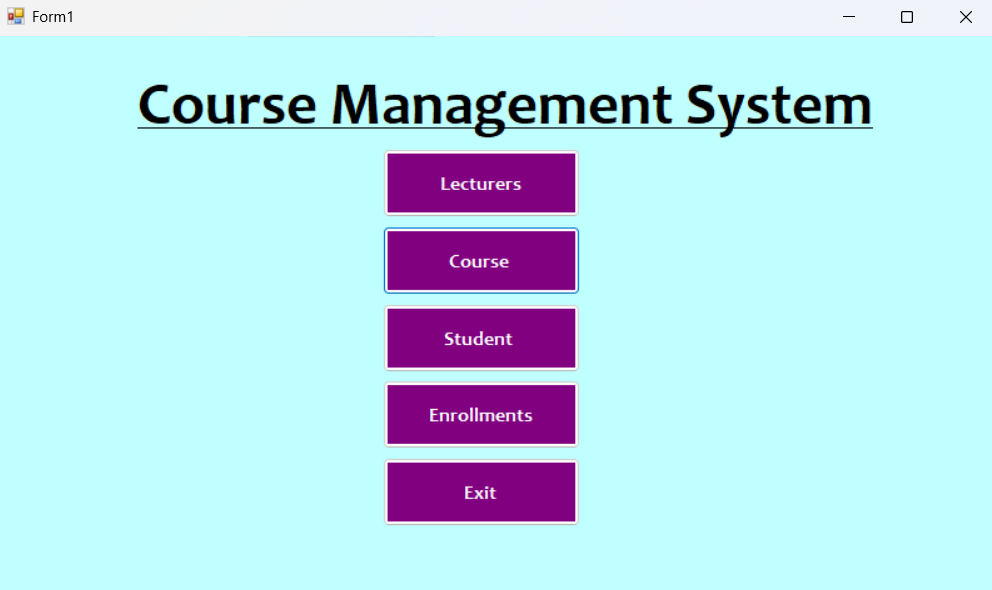 Form1
Course Management System
Lecturers
Course
Student
Enrollments
Exit